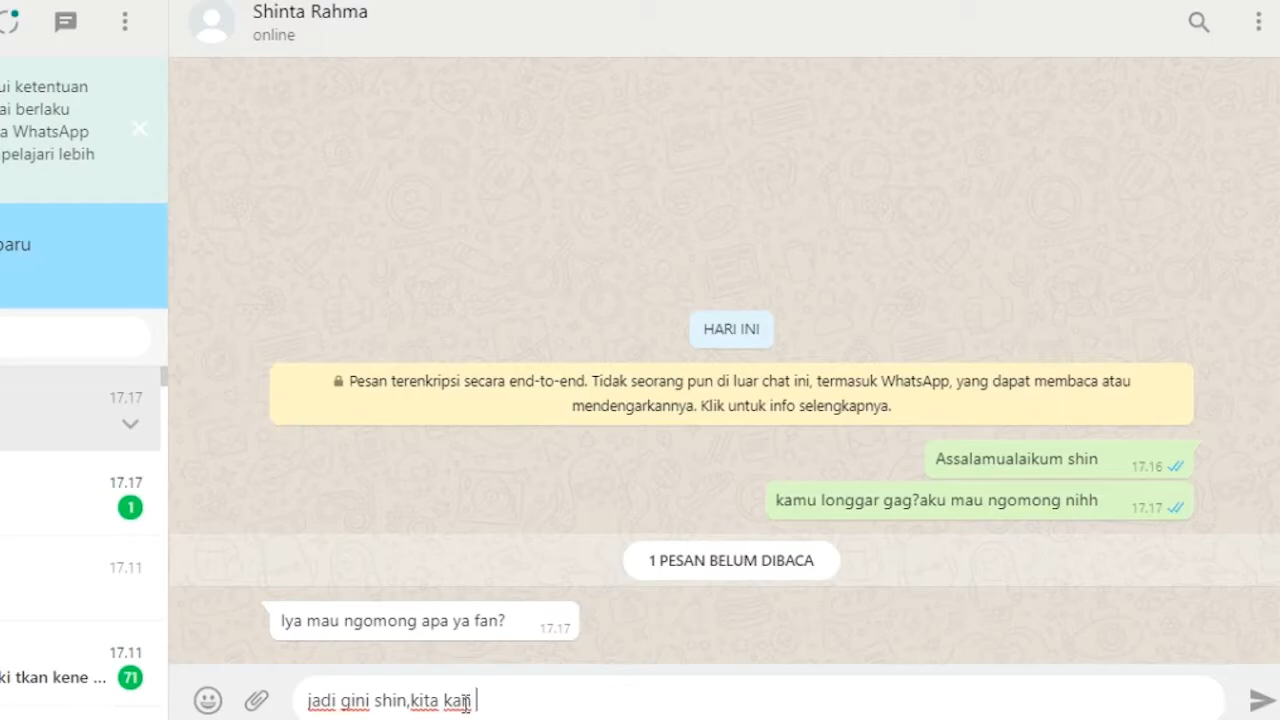 Shinta Rahma
online
ui ketentuan
ai berlaku
a WhatsApp
pelajari lebih
baru
HARI INI
Pesan terenkripsi secara end-to-end. Tidak seorang pun di luar chat ini, termasuk WhatsApp, yang dapat membaca atau
mendengarkannya. Klik untuk info selengkapnya.
17.17
Assalamualaikum shin 17.16
17.17
1
kamu longgar gag?aku mau ngomong nihh 17.17
1 PESAN BELUM DIBACA
17.11
Iya mau ngomong apa ya fan? 17.17
17.11
ki tkan kene ... 71
jadi gini shin,kita kan